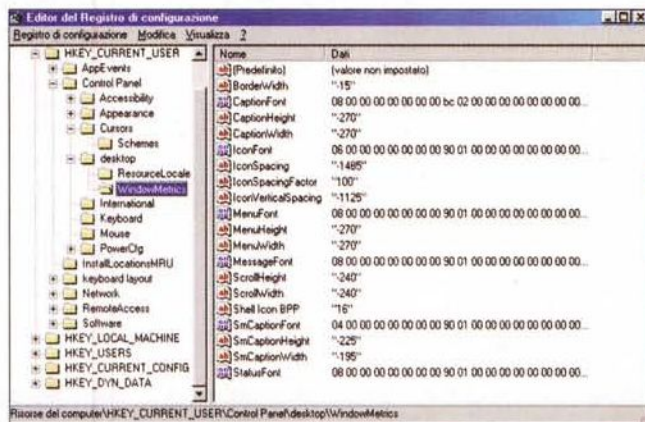 Editor del Registro di configurazione
Registro di configurazione Modifica Visualizza ?
HKEY_CURRENT_USER
AppEvents
Control Panel
Accessibility
Appearance
Cursors
Schemes
desktop
ResourceLocale
WindowMetrics
International
Keyboard
Mouse
PowerCfg
InstallLocationsMRU
keyboard layout
Network
RemoteAccess
Software
HKEY_LOCAL_MACHINE
HKEY_USERS
HKEY_CURRENT_CONFIG
HKEY_DYN_DATA
Nome Dati
(Predefinito) (valore non impostato)
BorderWidth "-15"
CaptionFont 08 00 00 00 00 00 00 00 bc 02 00 00 00 00 00 00 00 00...
CaptionHeight "-270"
CaptionWidth "-270"
IconFont 06 00 00 00 00 00 00 00 90 01 00 00 00 00 00 00 00 00...
IconSpacing "-1485"
IconSpacingFactor "100"
IconVerticalSpacing "-1125"
MenuFont 08 00 00 00 00 00 00 00 90 01 00 00 00 00 00 00 00 00...
MenuHeight "-270"
MenuWidth "-270"
MessageFont 08 00 00 00 00 00 00 00 90 01 00 00 00 00 00 00 00 00...
ScrollHeight "-240"
ScrollWidth "-240"
Shell Icon BPP "16"
SmCaptionFont 04 00 00 00 00 00 00 00 90 01 00 00 00 00 00 00 00 00...
SmCaptionHeight "-225"
SmCaptionWidth "-195"
StatusFont 08 00 00 00 00 00 00 00 90 01 00 00 00 00 00 00 00 00...
Risorse del computer\HKEY_CURRENT_USER\Control Panel\desktop\WindowMetrics